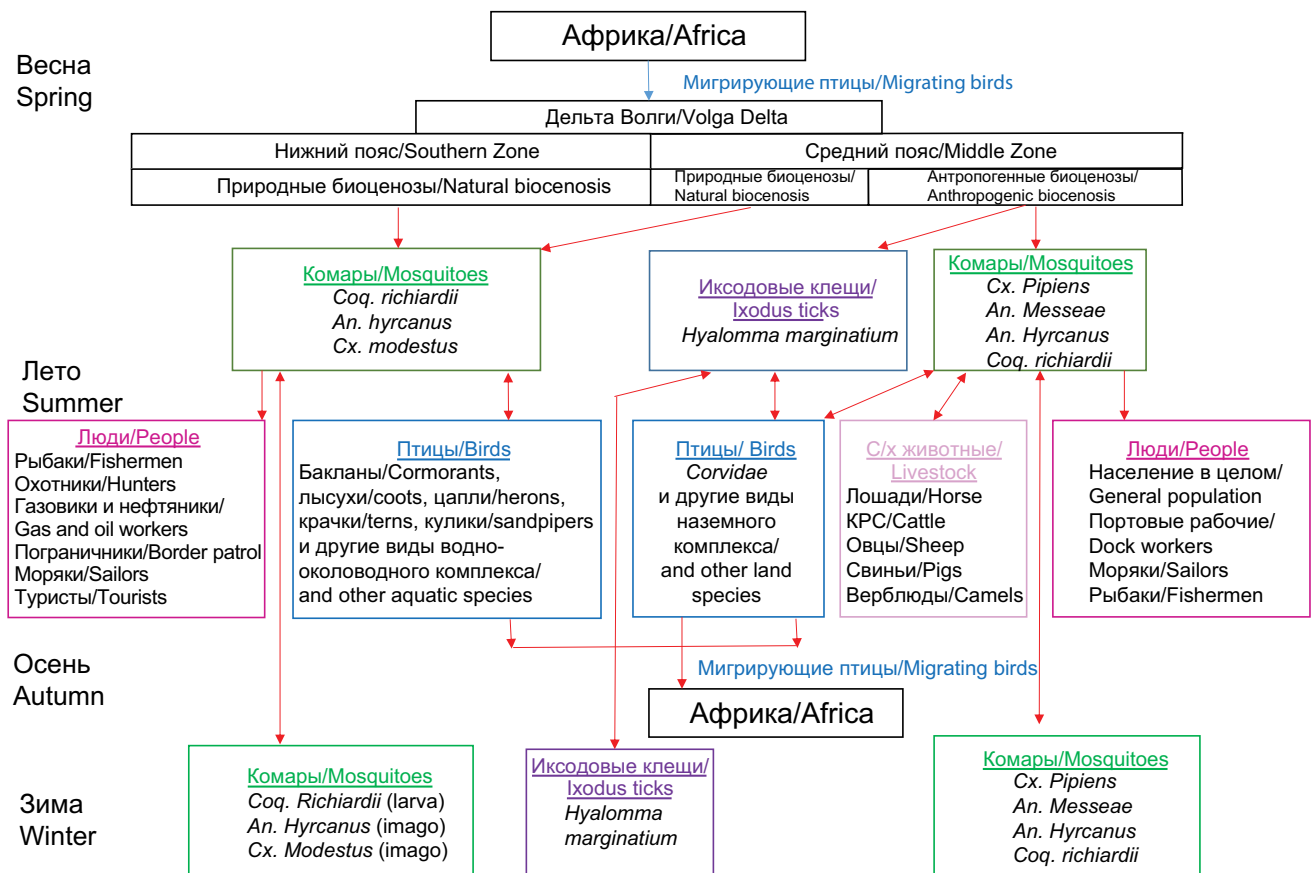 Африка/Africa
Весна
Spring
Мигрирующие птицы/Migrating birds
Дельта Волги/Volga Delta
Нижний пояс/Southern Zone
Средний пояс/Middle Zone
Природные биоценозы/Natural biocenosis
Природные биоценозы/
Natural biocenosis
Антропогенные биоценозы/
Anthropogenic biocenosis
Комары/Mosquitoes
Coq. richiardii
An. hyrcanus
Cx. modestus
Иксодовые клещи/
Ixodus ticks
Hyalomma marginatium
Комары/Mosquitoes
Cx. Pipiens
An. Messeae
An. Hyrcanus
Coq. richiardii
Лето
Summer
Люди/People
Рыбаки/Fishermen
Охотники/Hunters
Газовики и нефтяники/
Gas and oil workers
Пограничники/Border patrol
Моряки/Sailors
Туристы/Tourists
Птицы/Birds
Бакланы/Cormorants,
лысухи/coots, цапли/herons,
крачки/terns, кулики/sandpipers
и другие виды водно-
околоводного комплекса/
and other aquatic species
Птицы/ Birds
Corvidae
и другие виды
наземного
комплекса/
and other land
species
С/х животные/
Livestock
Лошади/Horse
КРС/Cattle
Овцы/Sheep
Свиньи/Pigs
Верблюды/Camels
Люди/People
Население в целом/
General population
Портовые рабочие/
Dock workers
Моряки/Sailors
Рыбаки/Fishermen
Осень
Autumn
Мигрирующие птицы/Migrating birds
Африка/Africa
Зима
Winter
Комары/Mosquitoes
Coq. Richiardii (larva)
An. Hyrcanus (imago)
Cx. Modestus (imago)
Иксодовые клещи/
Ixodus ticks
Hyalomma
marginatium
Комары/Mosquitoes
Cx. Pipiens
An. Messeae
An. Hyrcanus
Coq. richiardii